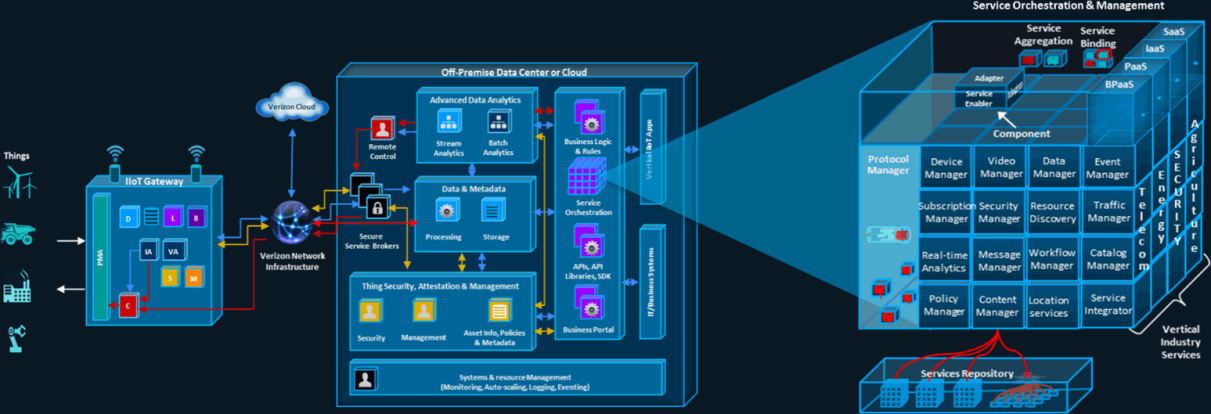 Service Orchestration & Management
Things
IIoT Gateway
PMA
D
L
B
IA
VA
S
M
C
Verizon Cloud
Verizon Network
Infrastructure
Off-Premise Data Center or Cloud
Remote
Control
Secure
Service Brokers
Advanced Data Analytics
Stream
Analytics
Batch
Analytics
Data & Metadata
Processing
Storage
Thing Security, Attestation & Management
Security
Management
Asset Info, Policies
& Metadata
Business Logic
& Rules
Service
Orchestration
APIs, API
Libraries, SDK
Business Portal
Vertical IIoT Apps
IT/Business Systems
Systems & resource Management
(Monitoring, Auto-scaling, Logging, Eventing)
Service
Aggregation
Service
Binding
SaaS
IaaS
PaaS
BPaaS
Adapter
Adapter
Service
Enabler
Component
Protocol
Manager
Device
Manager
Video
Manager
Data
Manager
Event
Manager
Subscription
Manager
Security
Manager
Resource
Discovery
Traffic
Manager
Real-time
Analytics
Message
Manager
Workflow
Manager
Catalog
Manager
Policy
Manager
Content
Manager
Location
services
Service
Integrator
Telecom
Energy
SECURITY
Agriculture
Vertical
Industry
Services
Services Repository